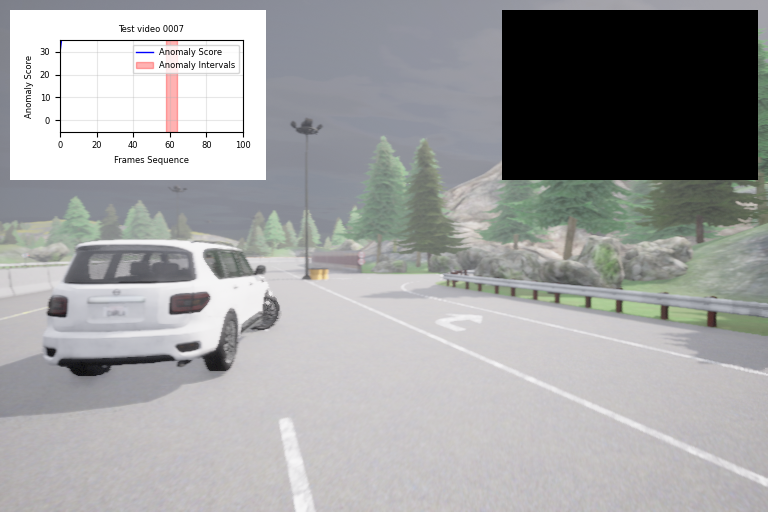 Test video 0007
Anomaly Score
30
20
10
0
Anomaly Score
Anomaly Intervals
0 20 40 60 80 100
Frames Sequence